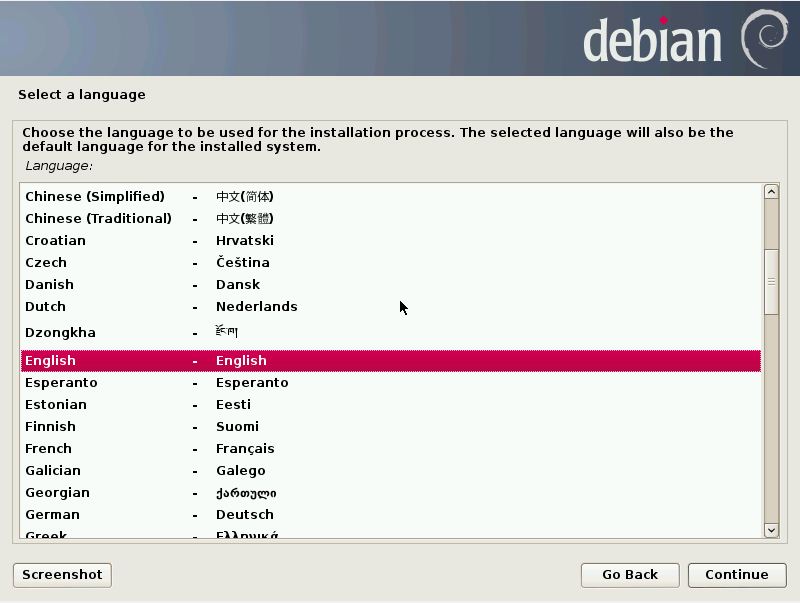 debian
Select a language
Choose the language to be used for the installation process. The selected language will also be the
default language for the installed system.
Language:
Chinese (Simplified) - 中文(简体)
Chinese (Traditional) - 中文(繁體)
Croatian - Hrvatski
Czech - Čeština
Danish - Dansk
Dutch - Nederlands
Dzongkha - རྫོང་ཁ།
English - English
Esperanto - Esperanto
Estonian - Eesti
Finnish - Suomi
French - Français
Galician - Galego
Georgian - ქართული
German - Deutsch
Greek - Ελληνικά
Screenshot Go Back Continue